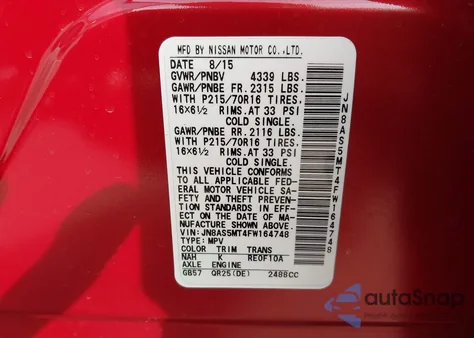 MFD BY NISSAN MOTOR CO.,LTD.
DATE 8/15
GVWR/PNBV 4339 LBS.
GAWR/PNBE FR. 2315 LBS.
WITH P215/70R16 TIRES,
16X6½ RIMS.AT 33 PSI
COLD SINGLE.
GAWR/PNBE RR. 2116 LBS.
WITH P215/70R16 TIRES,
16X6½ RIMS.AT 33 PSI
COLD SINGLE.
THIS VEHICLE CONFORMS
TO ALL APPLICABLE FED-
ERAL MOTOR VEHICLE SA-
FETY AND THEFT PREVEN-
TION STANDARDS IN EFF-
ECT ON THE DATE OF MA-
NUFACTURE SHOWN ABOVE.
VIN:JN8AS5MT4FW164748
TYPE: MPV
COLOR TRIM TRANS
NAH K RE0F10A
AXLE ENGINE
GB57 QR25(DE) 2488CC
JN8AS5MT4FW164748
autoSnap